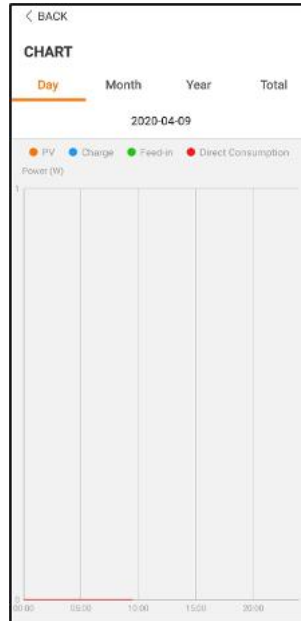 < BACK
CHART
Day Month Year Total
2020-04-09
PV Charge Feed-in Direct Consumption
Power (W)
1
0
00:00 05:00 10:00 15:00 20:00